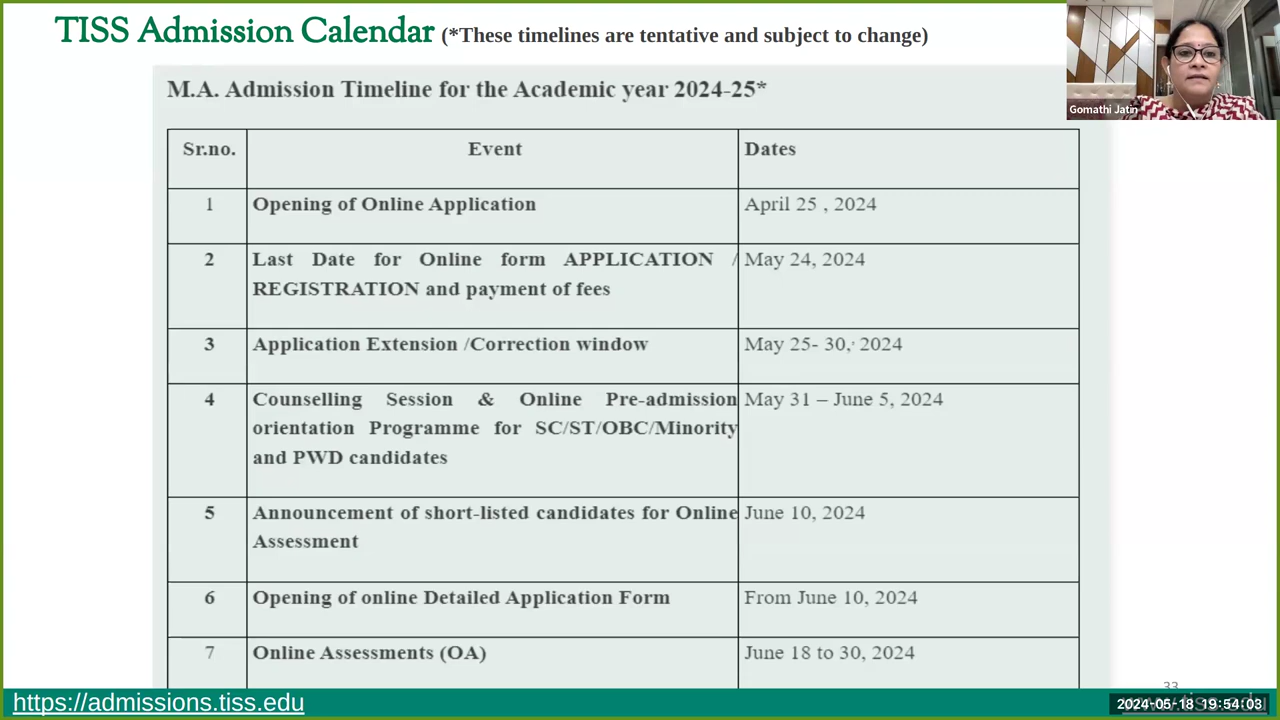 TISS Admission Calendar (*These timelines are tentative and subject to change)
Gomathi Jatin
M.A. Admission Timeline for the Academic year 2024-25*
Sr.no. Event Dates
1 Opening of Online Application April 25 , 2024
2 Last Date for Online form APPLICATION / May 24, 2024
REGISTRATION and payment of fees
3 Application Extension /Correction window May 25- 30, 2024
4 Counselling Session & Online Pre-admission May 31 – June 5, 2024
orientation Programme for SC/ST/OBC/Minority
and PWD candidates
5 Announcement of short-listed candidates for Online June 10, 2024
Assessment
6 Opening of online Detailed Application Form From June 10, 2024
7 Online Assessments (OA) June 18 to 30, 2024
33
https://admissions.tiss.edu
2024-05-18 19:54:03